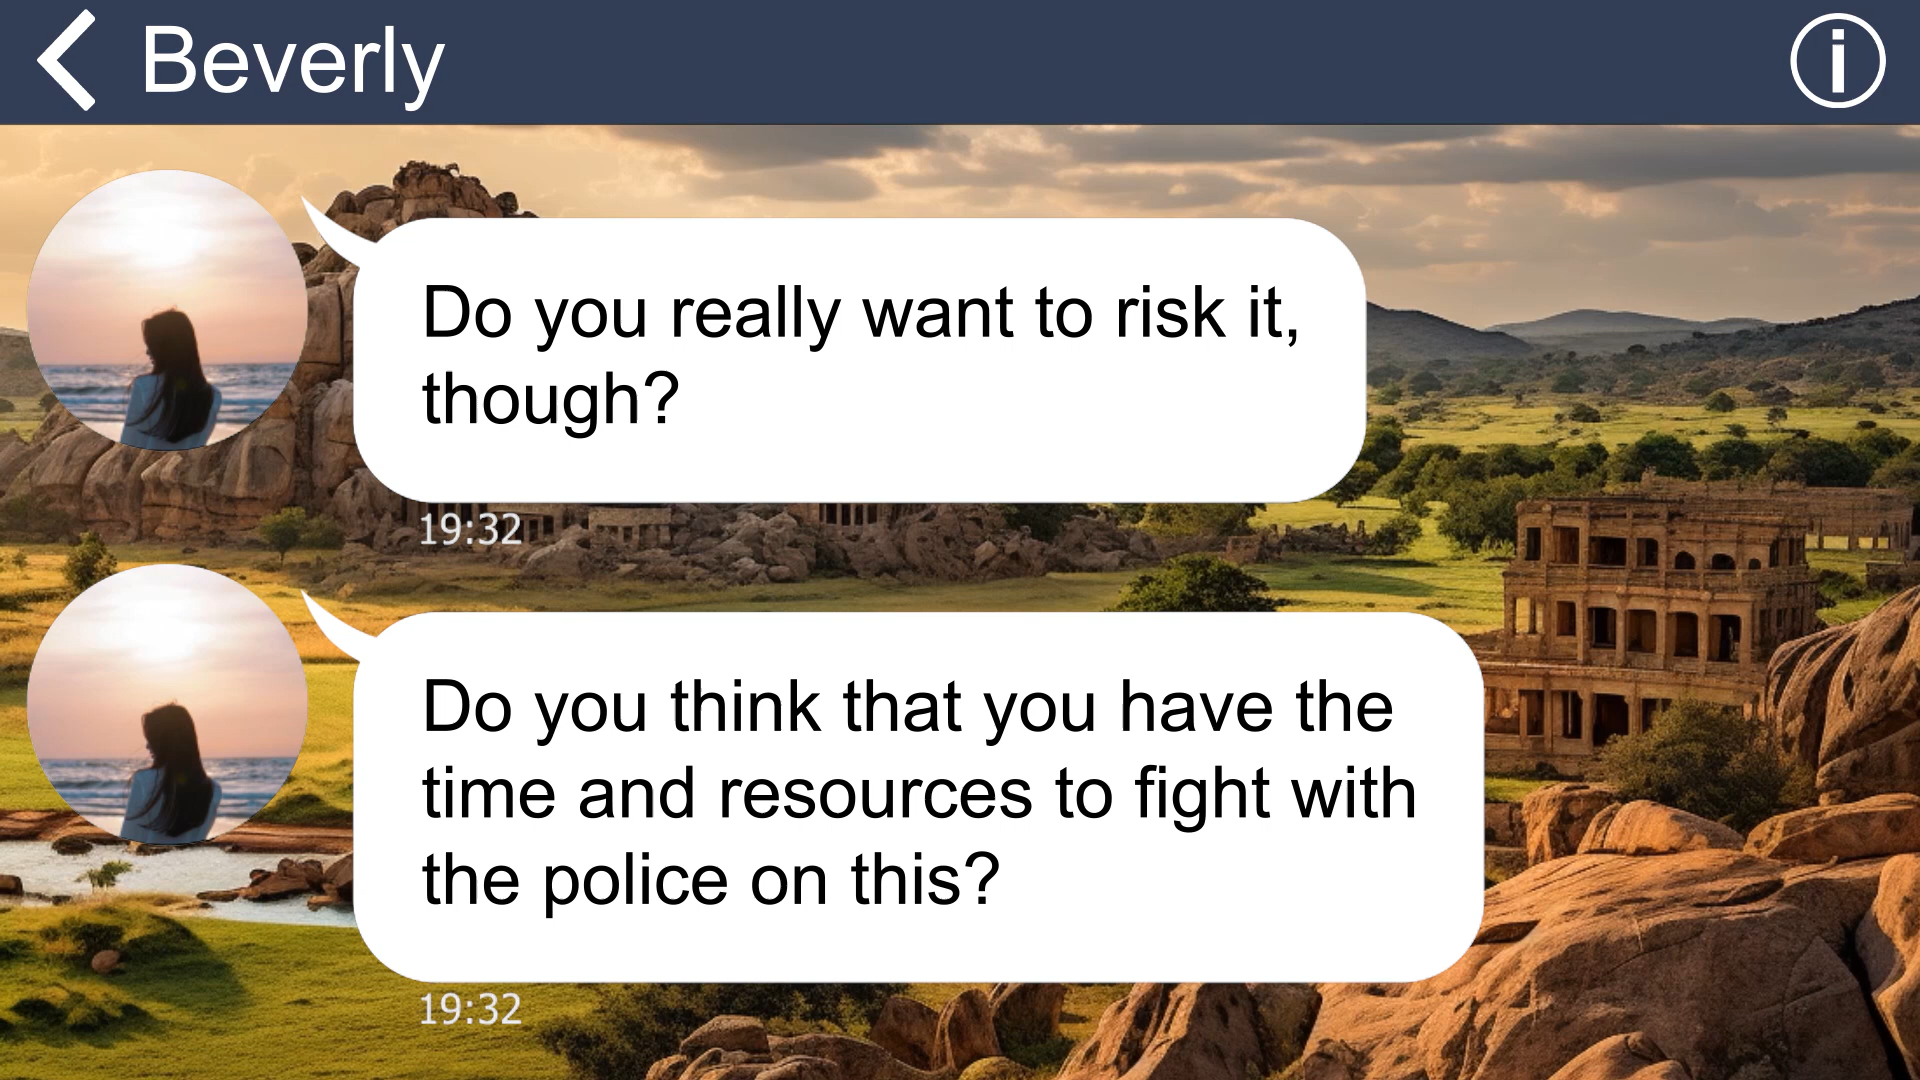 Beverly
Do you really want to risk it,
though?
19:32
Do you think that you have the
time and resources to fight with
the police on this?
19:32